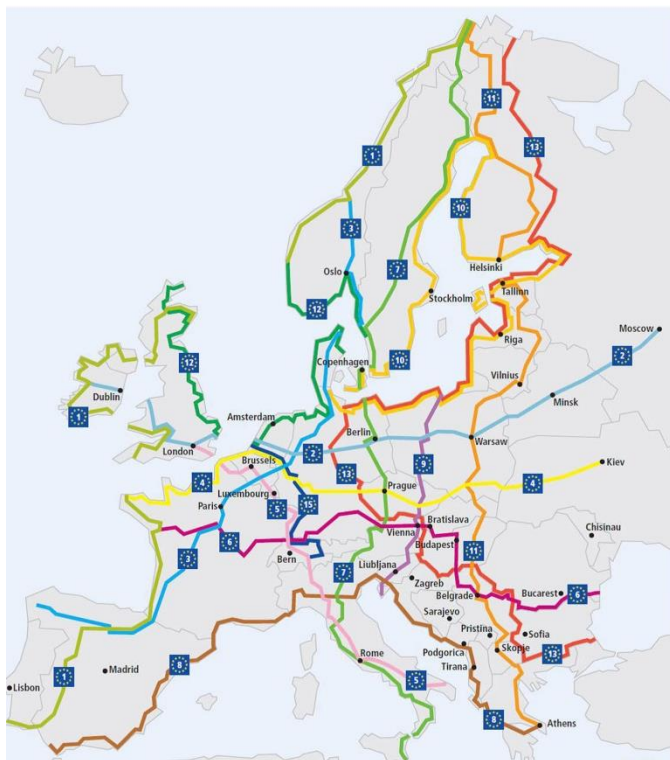 11
1
13
3
10
7
Helsinki
Oslo
Tallinn
Stockholm
12
Moscow
Riga
2
12
Copenhagen
10
Vilnius
Dublin
Minsk
1
Amsterdam
Berlin
Warsaw
London
2
Brussels
9
Kiev
13
4
4
Prague
Luxembourg
5
15
Paris
Chisinau
Vienna
Bratislava
6
Budapest
11
Bern
7
Liubljana
3
Zagreb
Belgrade
Bucarest
6
Sarajevo
Pristina
Sofia
Podgorica
Skopje
13
8
Rome
Tirana
Madrid
1
5
Lisbon
8
Athens